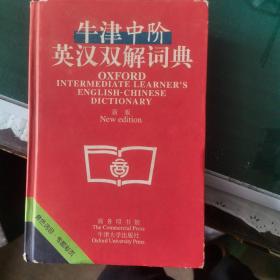 牛津中阶
英汉双解词典
OXFORD
INTERMEDIATE LEARNER'S
ENGLISH-CHINESE
DICTIONARY
新版
New edition
商务印书馆
The Commercial Press
牛津大学出版社
Oxford University Press